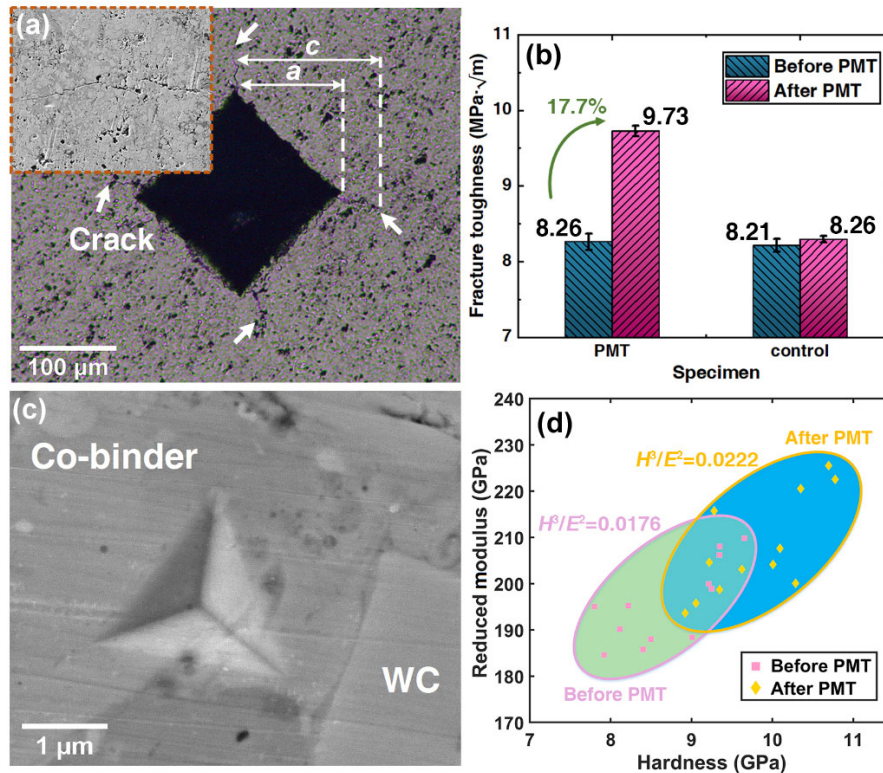 (a)
c
a
Crack
100 μm
(b)
Before PMT
After PMT
17.7%
9.73
8.26
8.21
8.26
Fracture toughness (MPa·√m)
11
10
9
8
7
PMT
control
Specimen
(c)
Co-binder
WC
1 μm
(d)
After PMT
H³/E²=0.0222
H³/E²=0.0176
Before PMT
Before PMT
After PMT
Reduced modulus (GPa)
240
230
220
210
200
190
180
170
7
8
9
10
11
Hardness (GPa)